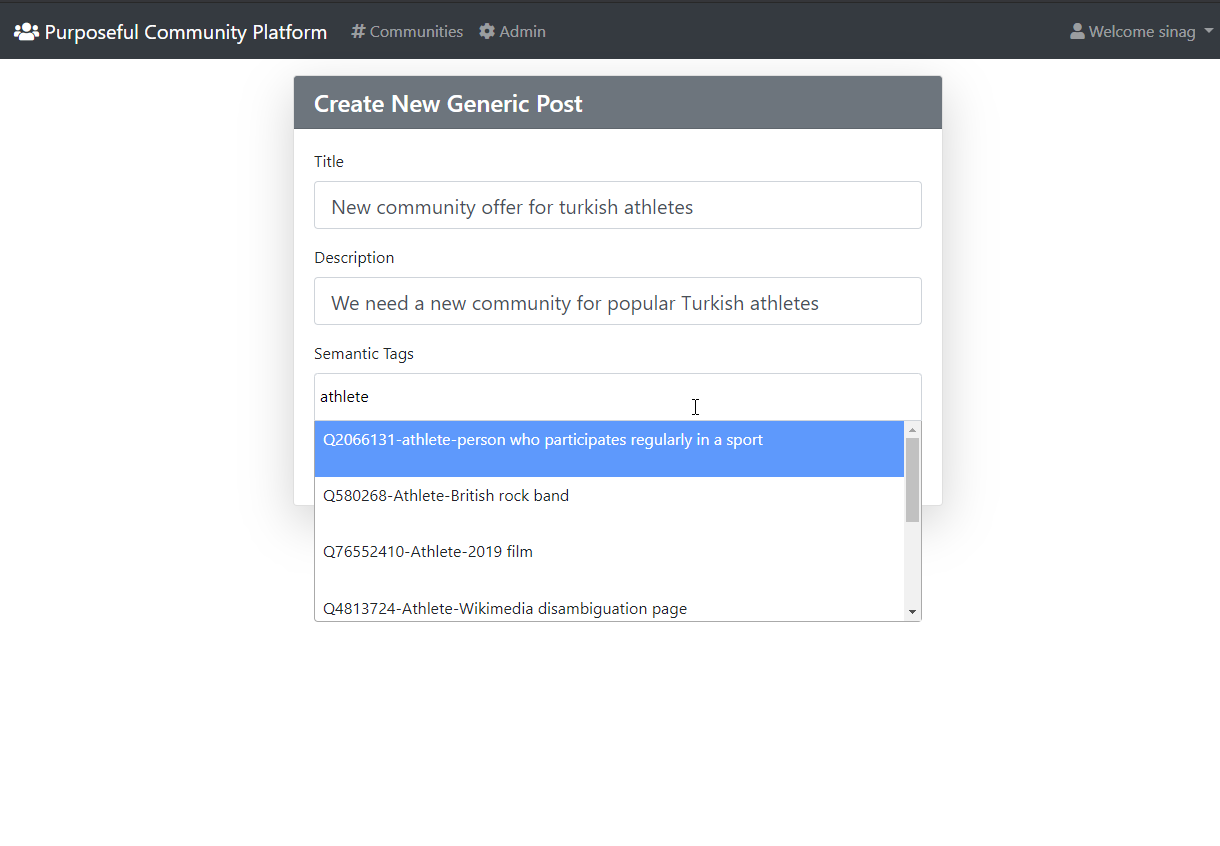 Purposeful Community Platform Communities Admin Welcome sinag
Create New Generic Post
Title
New community offer for turkish athletes
Description
We need a new community for popular Turkish athletes
Semantic Tags
athlete
Q2066131-athlete-person who participates regularly in a sport
Q580268-Athlete-British rock band
Q76552410-Athlete-2019 film
Q4813724-Athlete-Wikimedia disambiguation page